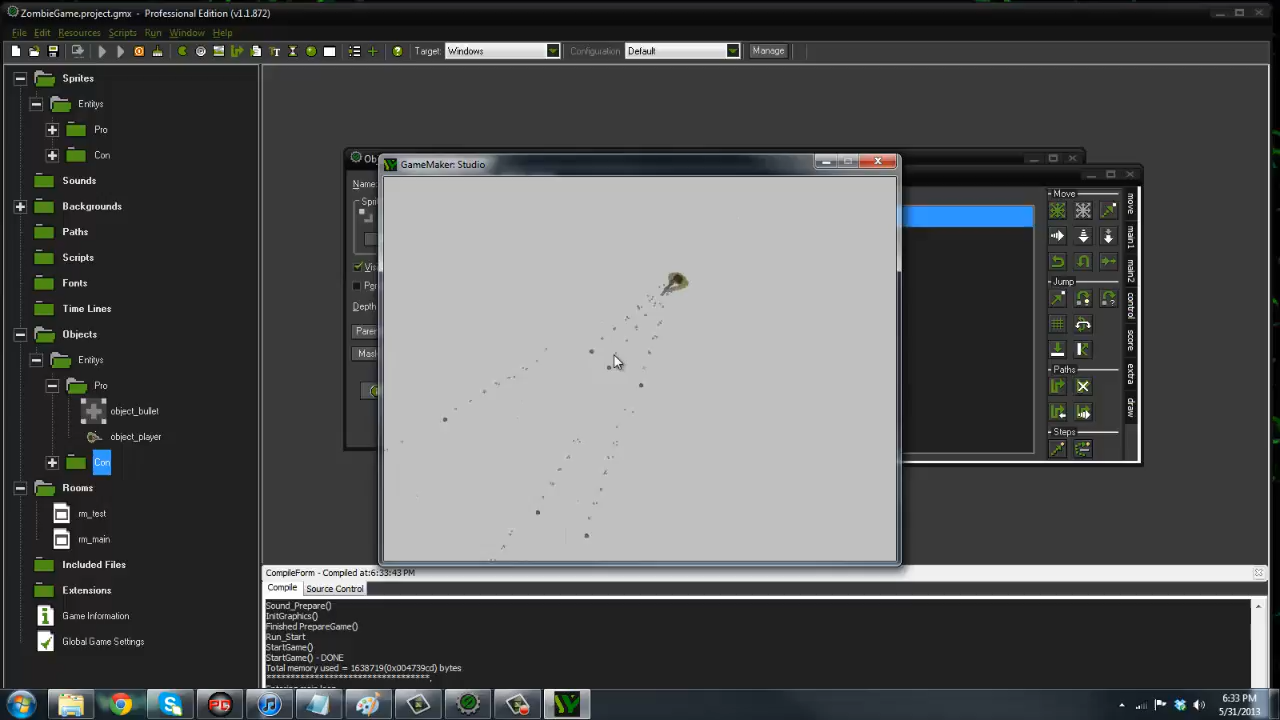 ZombieGame.project.gmx - Professional Edition (v1.1.872)
File Edit Resources Scripts Run Window Help
Target: Windows Configuration: Default Manage
Sprites
Entitys
Pro
Con
Sounds
Backgrounds
Paths
Scripts
Fonts
Time Lines
Objects
Entitys
Pro
object_bullet
object_player
Con
Rooms
rm_test
rm_main
Included Files
Extensions
Game Information
Global Game Settings
Name:
Depth
GameMaker: Studio
Move
Jump
Paths
Steps
move
main1
main2
control
score
extra
draw
CompileForm - Compiled at:6:33:43 PM
Compile Source Control
Sound_Prepare()
InitGraphics()
Finished PrepareGame()
Run_Start
StartGame()
StartGame() - DONE
Total memory used = 1638719(0x004739cd) bytes
6:33 PM
5/31/2013